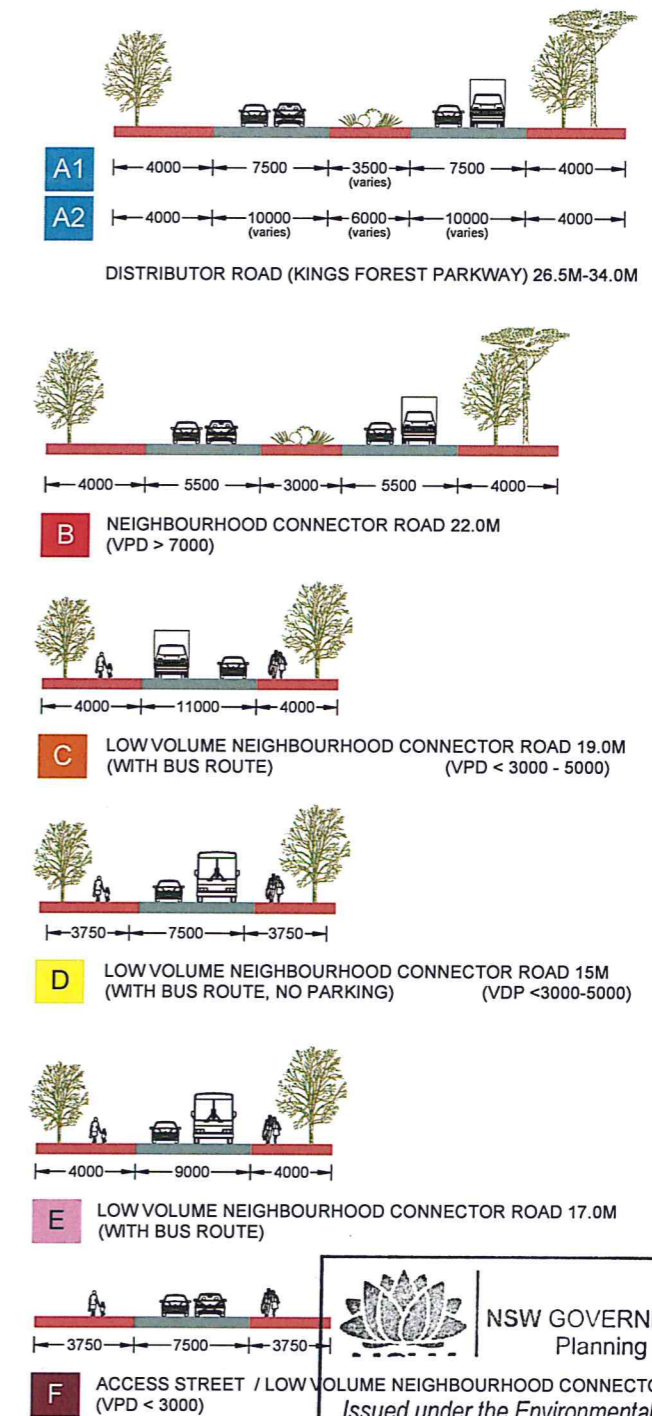 A1 4000 7500 3500 7500 4000
(varies)
A2 4000 10000 6000 10000 4000
(varies) (varies) (varies)
DISTRIBUTOR ROAD (KINGS FOREST PARKWAY) 26.5M-34.0M
4000 5500 3000 5500 4000
B NEIGHBOURHOOD CONNECTOR ROAD 22.0M
(VPD > 7000)
4000 11000 4000
C LOW VOLUME NEIGHBOURHOOD CONNECTOR ROAD 19.0M
(WITH BUS ROUTE) (VPD < 3000 - 5000)
3750 7500 3750
D LOW VOLUME NEIGHBOURHOOD CONNECTOR ROAD 15M
(WITH BUS ROUTE, NO PARKING) (VDP <3000-5000)
4000 9000 4000
E LOW VOLUME NEIGHBOURHOOD CONNECTOR ROAD 17.0M
(WITH BUS ROUTE)
3750 7500 3750
NSW GOVERN
Planning
F ACCESS STREET / LOW VOLUME NEIGHBOURHOOD CONNECTO
(VPD < 3000)
Issued under the Environmental